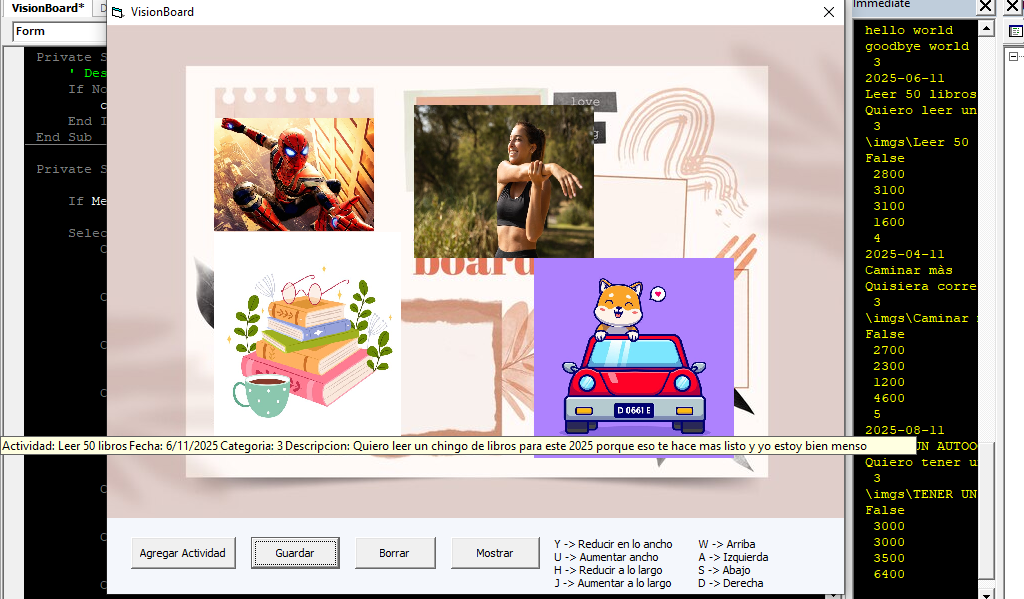 VisionBoard*
D
VisionBoard
Immediate
Form
Private S
' Des
If No
c
End I
End Sub
Private S
If Me
Selec
C
C
C
C
C
C
C
love
g
board
D 0661 E
Actividad: Leer 50 libros Fecha: 6/11/2025 Categoria: 3 Descripcion: Quiero leer un chingo de libros para este 2025 porque eso te hace mas listo y yo estoy bien menso
Agregar Actividad
Guardar
Borrar
Mostrar
Y -> Reducir en lo ancho
U -> Aumentar ancho
H -> Reducir a lo largo
J -> Aumentar a lo largo
W -> Arriba
A -> Izquierda
S -> Abajo
D -> Derecha
hello world
goodbye world
3
2025-06-11
Leer 50 libros
Quiero leer un
3
\imgs\Leer 50
False
2800
3100
3100
1600
4
2025-04-11
Caminar màs
Quisiera corre
3
\imgs\Caminar
False
2700
2300
1200
4600
5
2025-08-11
UN AUTOO
Quiero tener u
3
\imgs\TENER UN
False
3000
3000
3500
6400